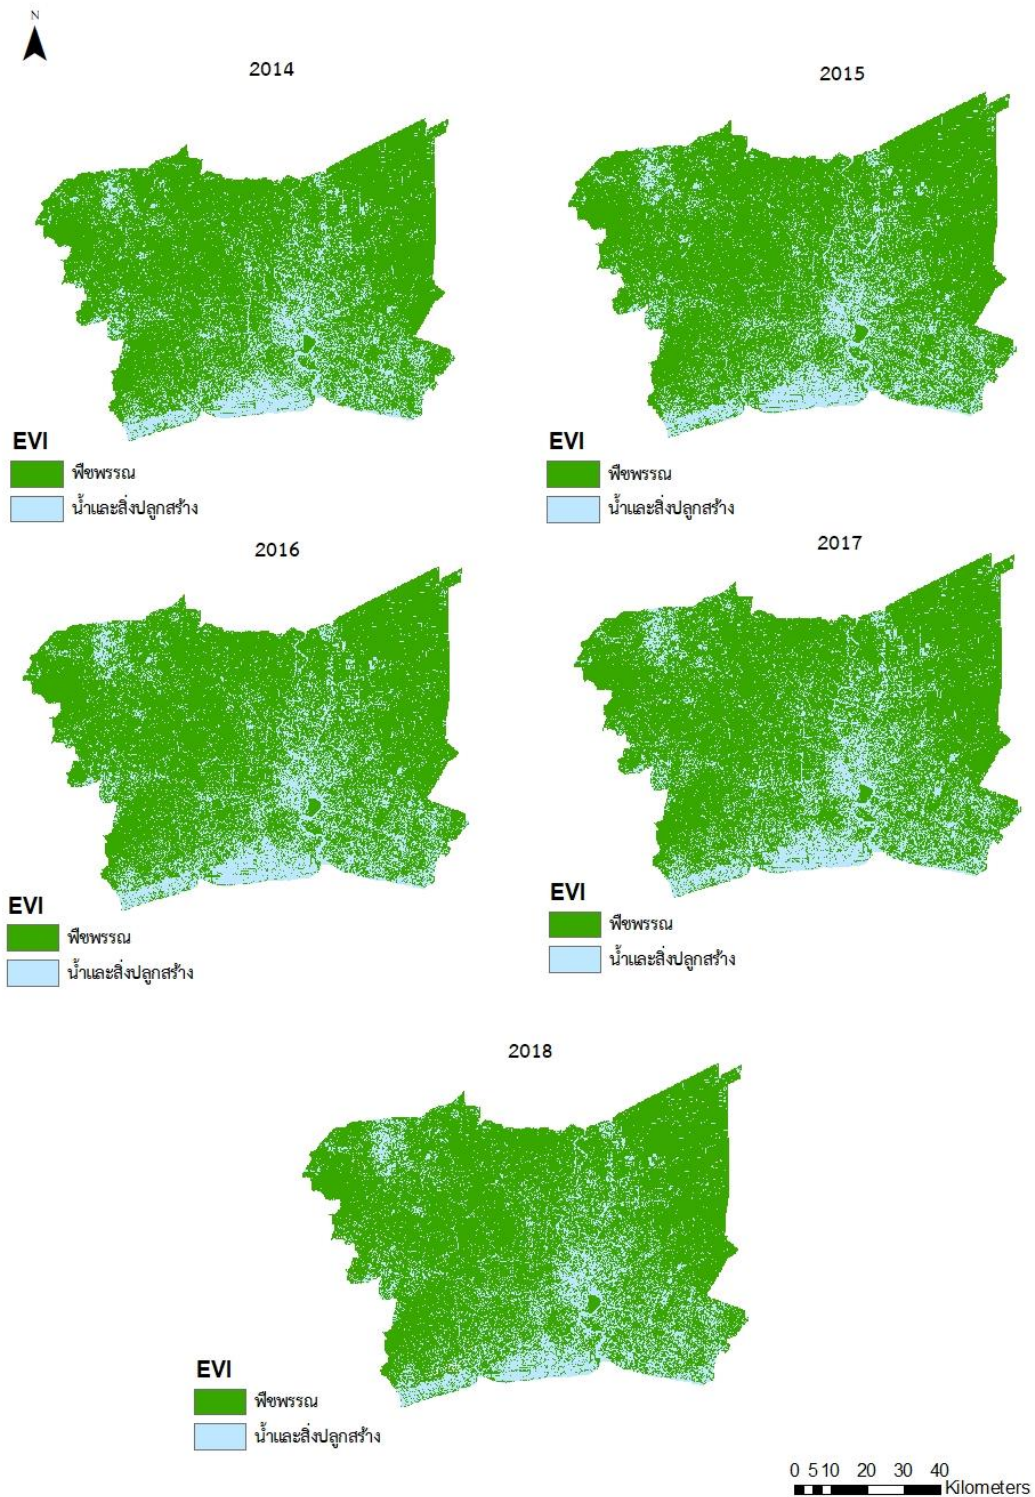 N
2014
2015
EVI
พืชพรรณ
น้ำและสิ่งปลูกสร้าง
EVI
พืชพรรณ
น้ำและสิ่งปลูกสร้าง
2016
2017
EVI
พืชพรรณ
น้ำและสิ่งปลูกสร้าง
EVI
พืชพรรณ
น้ำและสิ่งปลูกสร้าง
2018
EVI
พืชพรรณ
น้ำและสิ่งปลูกสร้าง
0 5 10 20 30 40
Kilometers